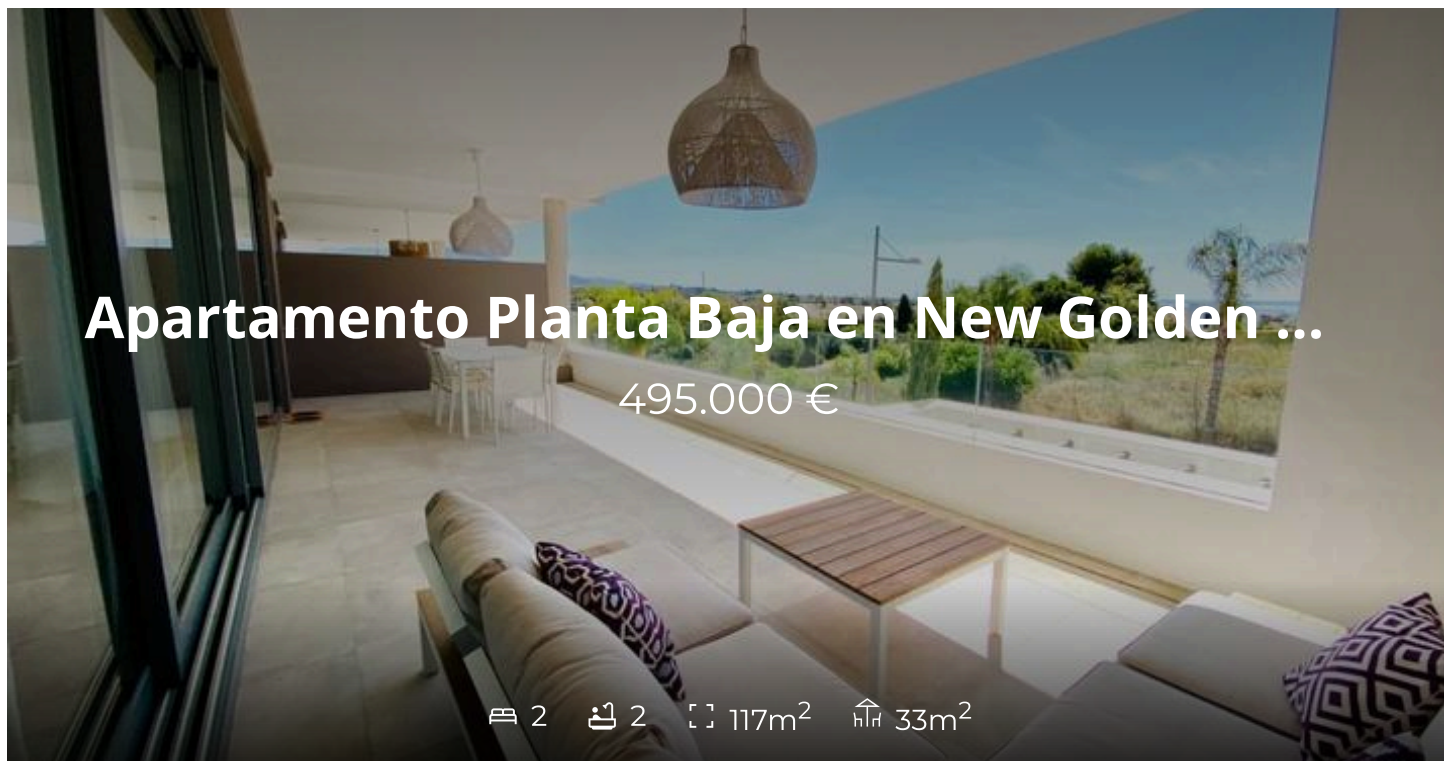 Apartamento Planta Baja en New Golden ...
495.000 €
2 2 117m² 33m²